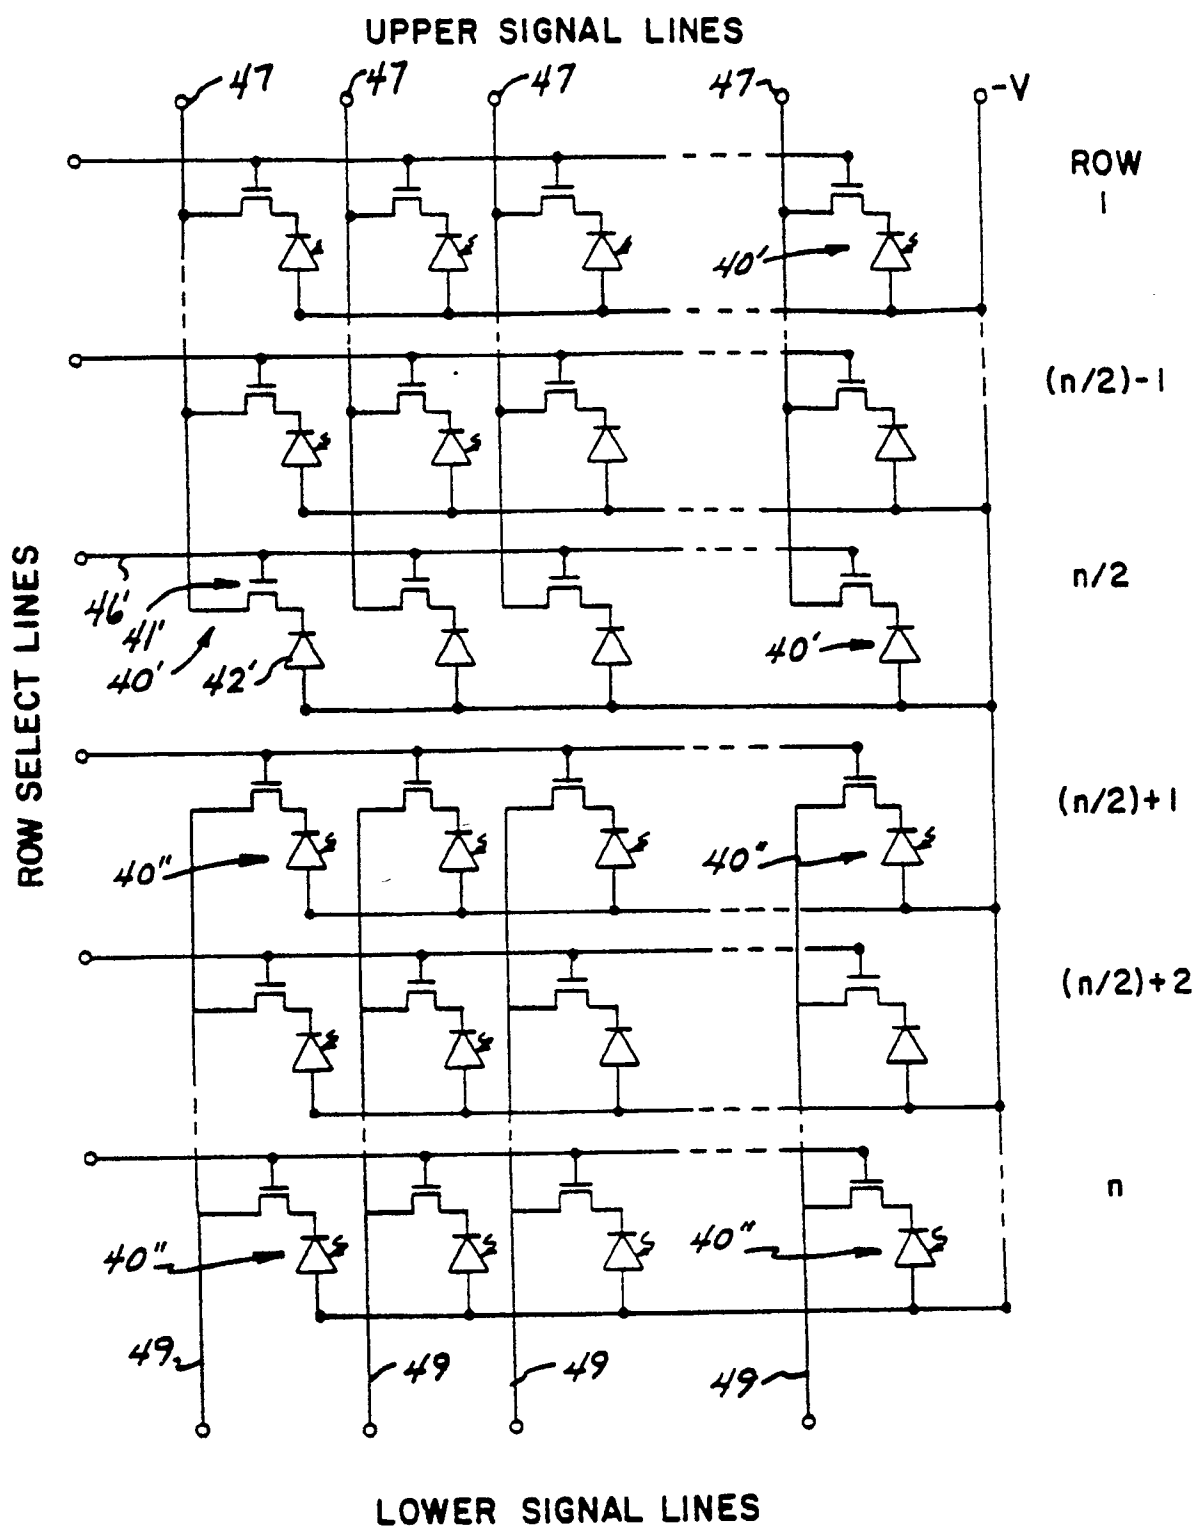 UPPER SIGNAL LINES
47 47 47 47 -V
ROW
1
40'
(n/2)-1
n/2
46'
41'
40' 42' 40'
ROW SELECT LINES
(n/2)+1
40" 40"
(n/2)+2
n
40" 40"
49 49 49 49
LOWER SIGNAL LINES